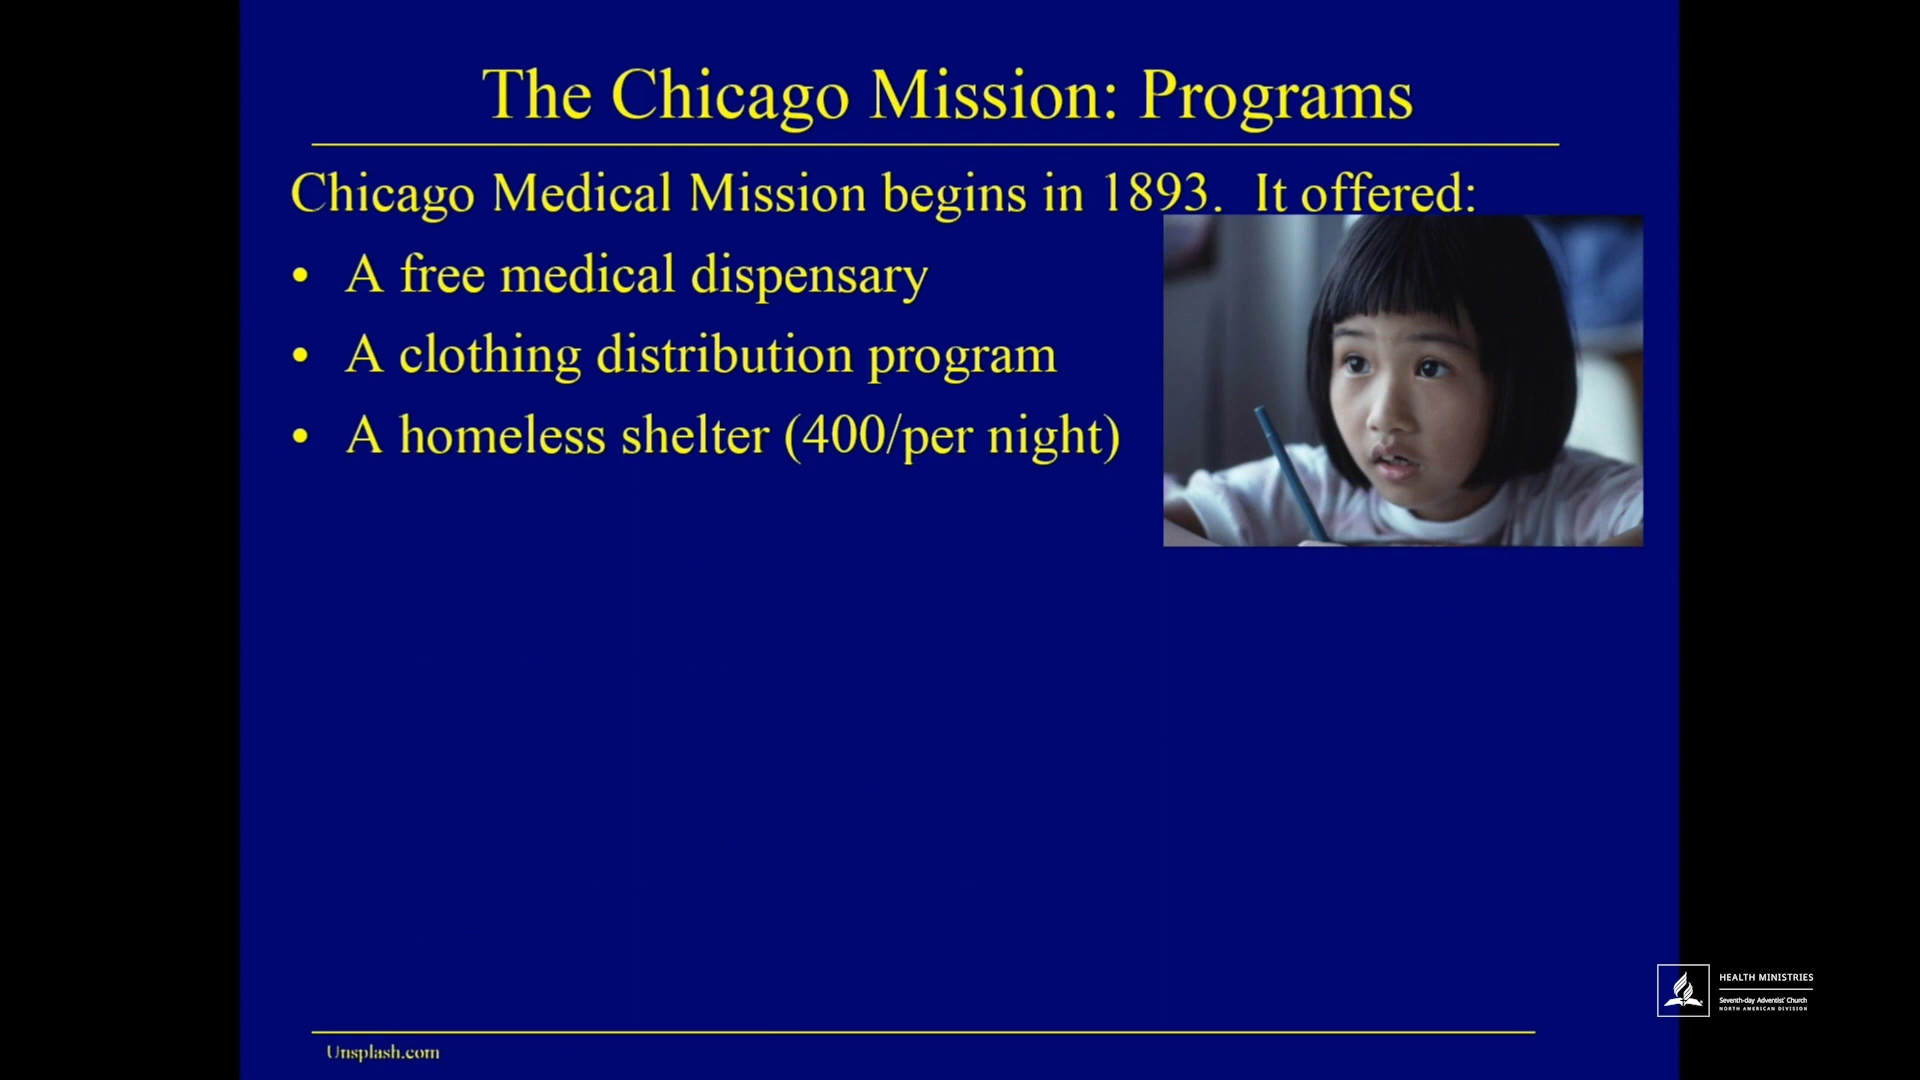 The Chicago Mission: Programs
Chicago Medical Mission begins in 1893. It offered:
• A free medical dispensary
• A clothing distribution program
• A homeless shelter (400/per night)
HEALTH MINISTRIES
Seventh-day Adventist® Church
NORTH AMERICAN DIVISION
Unsplash.com